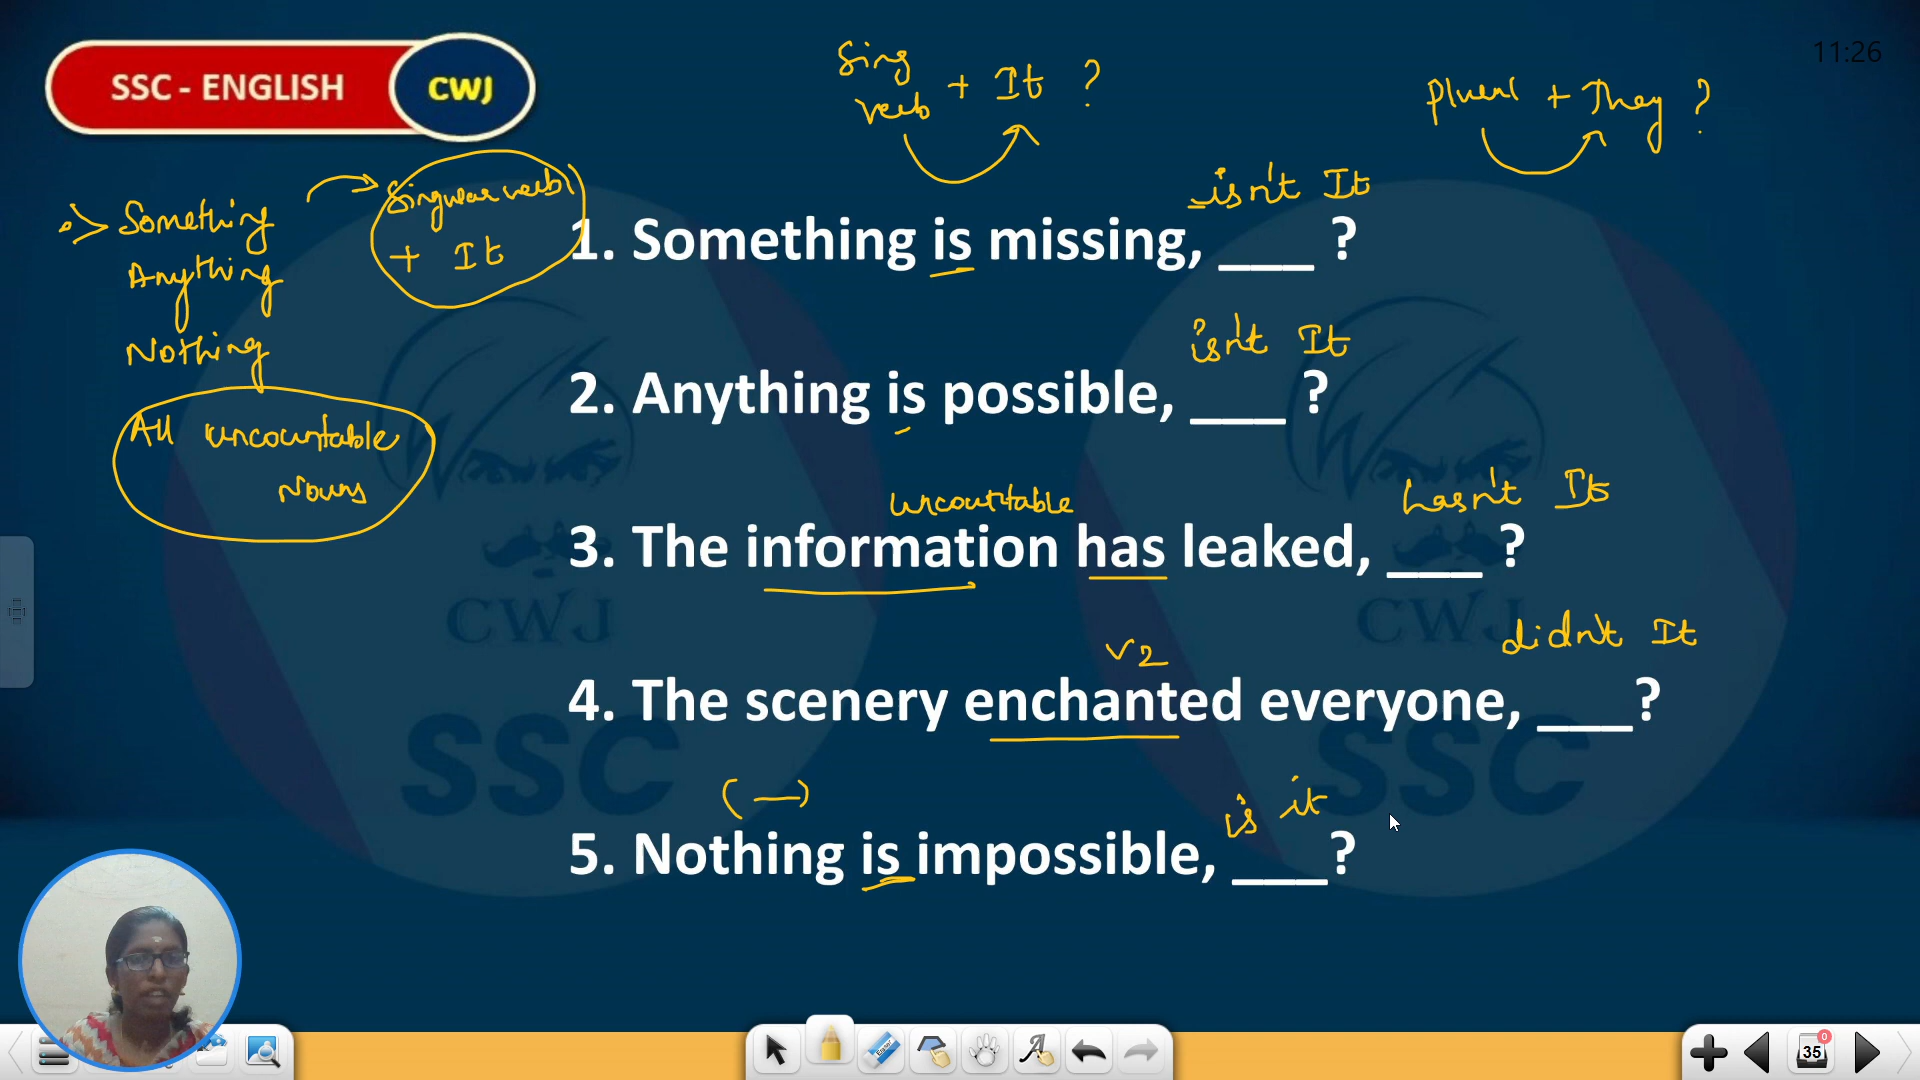 SSC - ENGLISH CWJ
11:26
Sing verb + It ?
Plural + They ?
Something
Anything
Nothing
All uncountable
Nouns
Singular verb
+ It
isn't It
1. Something is missing, ___ ?
isn't It
2. Anything is possible, ___ ?
uncoutable
hasn't It
3. The information has leaked, ___ ?
V2
didn't It
4. The scenery enchanted everyone, ___?
(—)
is it
5. Nothing is impossible, ___?
CWJ
SSC
CWJ
SSC
Eraser
A
0
35